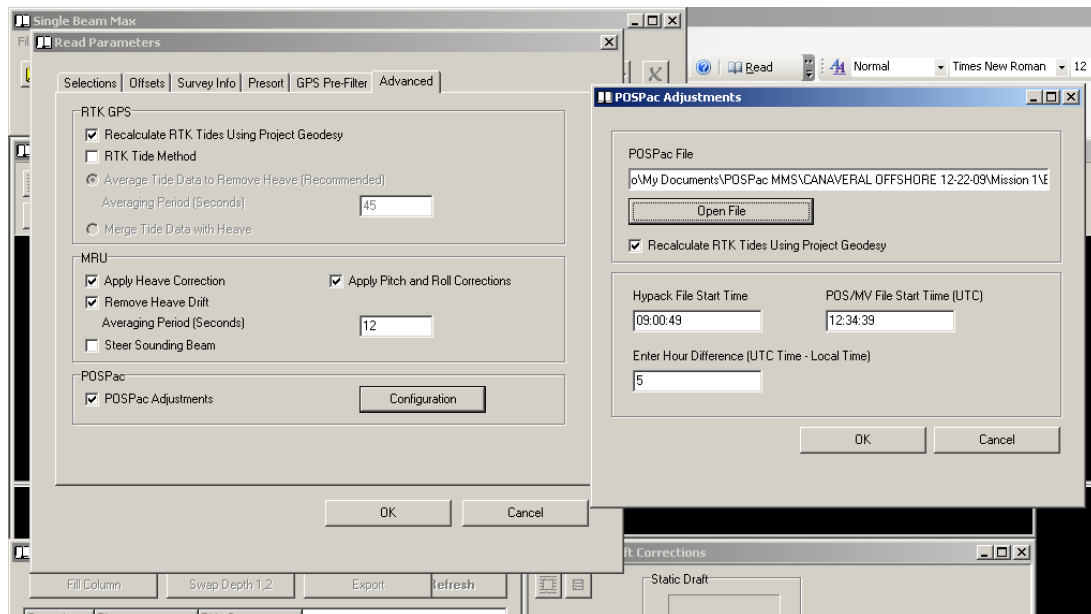 Single Beam Max
Read Parameters
Selections Offsets Survey Info Presort GPS Pre-Filter Advanced
RTK GPS
Recalculate RTK Tides Using Project Geodesy
RTK Tide Method
Average Tide Data to Remove Heave (Recommended)
Averaging Period (Seconds) 45
Merge Tide Data with Heave
MRU
Apply Heave Correction Apply Pitch and Roll Corrections
Remove Heave Drift
Averaging Period (Seconds) 12
Steer Sounding Beam
POSPac
POSPac Adjustments Configuration
OK Cancel
Read Normal Times New Roman 12
POSPac Adjustments
POSPac File
o\My Documents\POSPac MMS\CANAVERAL OFFSHORE 12-22-09\Mission 1\E
Open File
Recalculate RTK Tides Using Project Geodesy
Hypack File Start Time POS/MV File Start Tiime (UTC)
09:00:49 12:34:39
Enter Hour Difference (UTC Time - Local Time)
5
OK Cancel
Fill Column Swap Depth 1,2 Export Refresh
ft Corrections
Static Draft